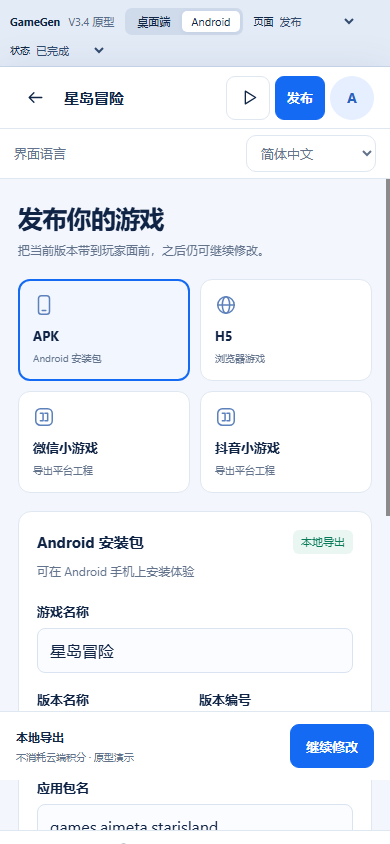 GameGen V3.4 原型 桌面端 Android 页面 发布
状态 已完成
星岛冒险 发布 A
界面语言 简体中文
发布你的游戏
把当前版本带到玩家面前，之后仍可继续修改。
APK
Android 安装包
H5
浏览器游戏
微信小游戏
导出平台工程
抖音小游戏
导出平台工程
Android 安装包 本地导出
可在 Android 手机上安装体验
游戏名称
星岛冒险
版本名称 版本编号
本地导出
不消耗云端积分 · 原型演示
继续修改
应用包名
games.aimeta.starisland